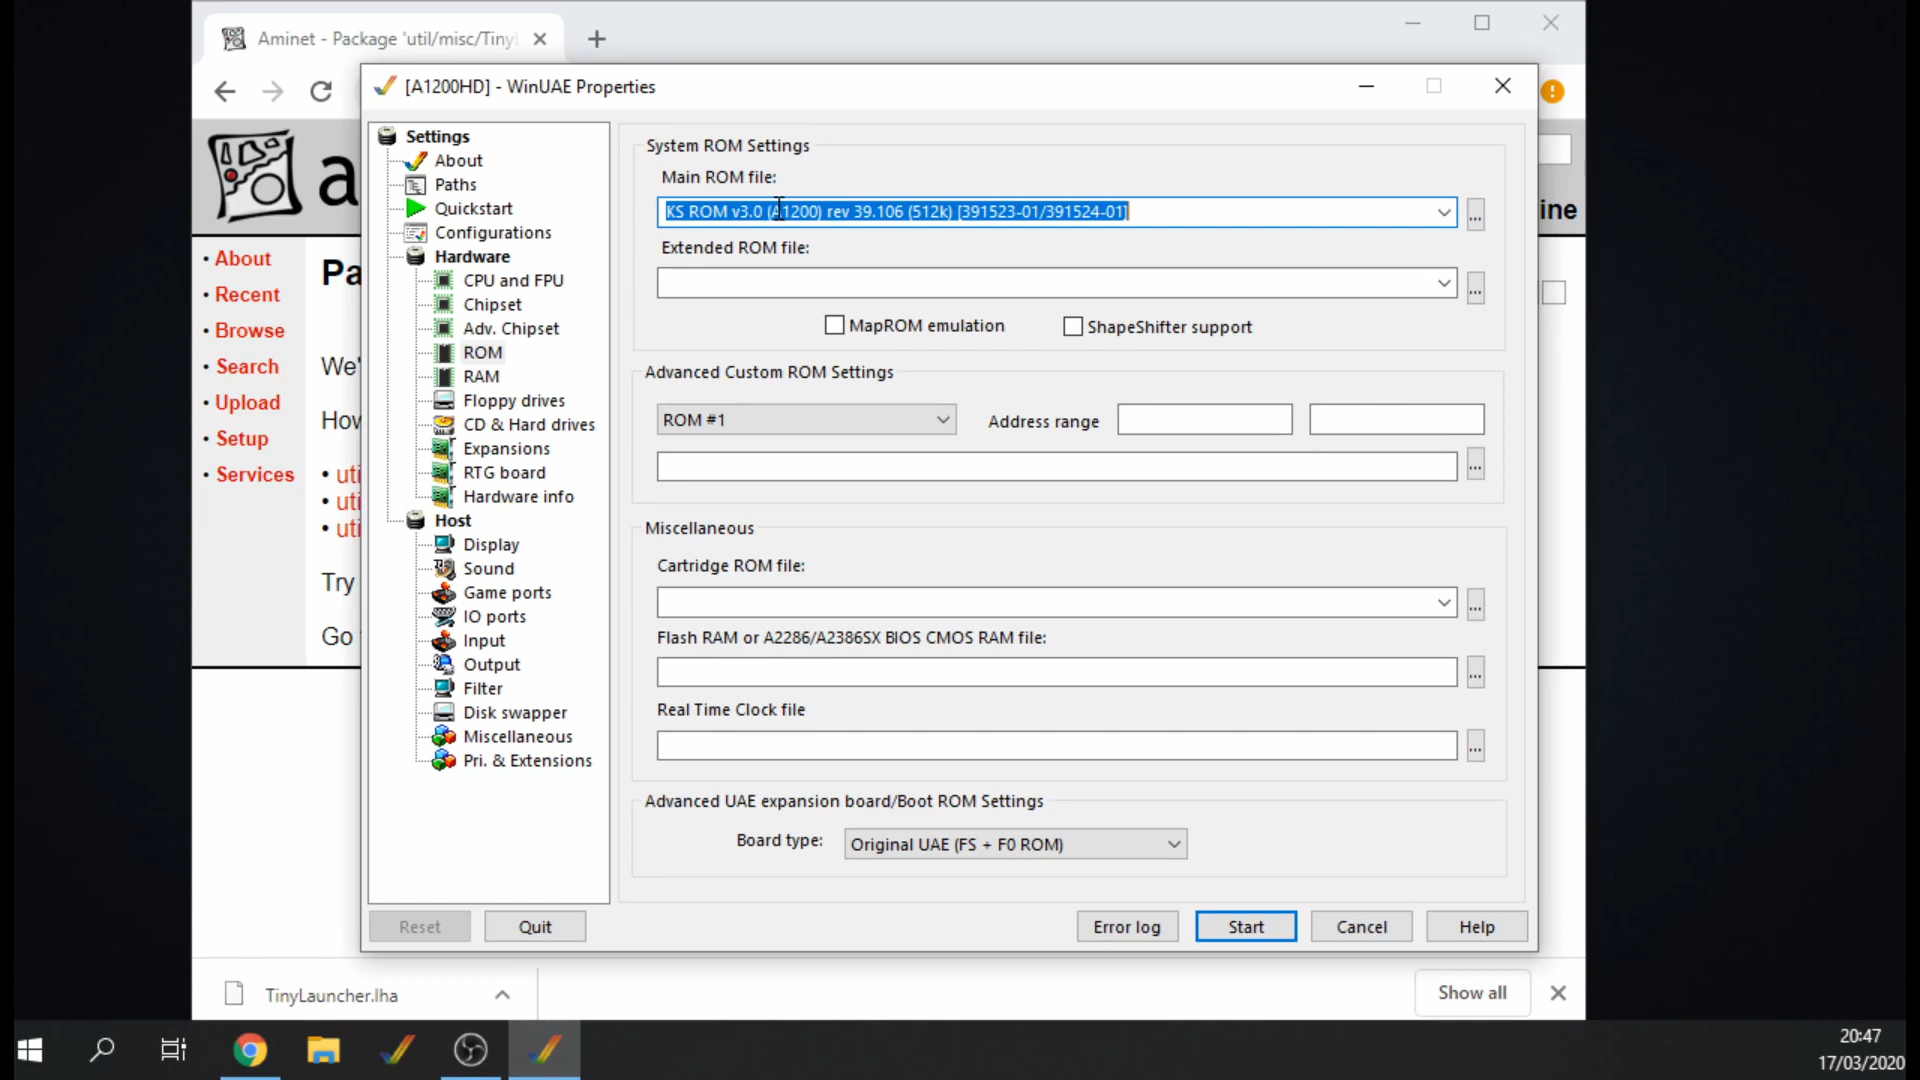 Aminet - Package 'util/misc/Tiny
[A1200HD] - WinUAE Properties
a
ine
• About
• Recent
• Browse
• Search
• Upload
• Setup
• Services
Pa
We'
How
• uti
• uti
• uti
Try
Go
Settings
About
Paths
Quickstart
Configurations
Hardware
CPU and FPU
Chipset
Adv. Chipset
ROM
RAM
Floppy drives
CD & Hard drives
Expansions
RTG board
Hardware info
Host
Display
Sound
Game ports
IO ports
Input
Output
Filter
Disk swapper
Miscellaneous
Pri. & Extensions
System ROM Settings
Main ROM file:
KS ROM v3.0 (A1200) rev 39.106 (512k) [391523-01/391524-01]
...
Extended ROM file:
...
MapROM emulation
ShapeShifter support
Advanced Custom ROM Settings
ROM #1
Address range
...
Miscellaneous
Cartridge ROM file:
...
Flash RAM or A2286/A2386SX BIOS CMOS RAM file:
...
Real Time Clock file
...
Advanced UAE expansion board/Boot ROM Settings
Board type:
Original UAE (FS + F0 ROM)
Reset
Quit
Error log
Start
Cancel
Help
TinyLauncher.lha
Show all
20:47
17/03/2020